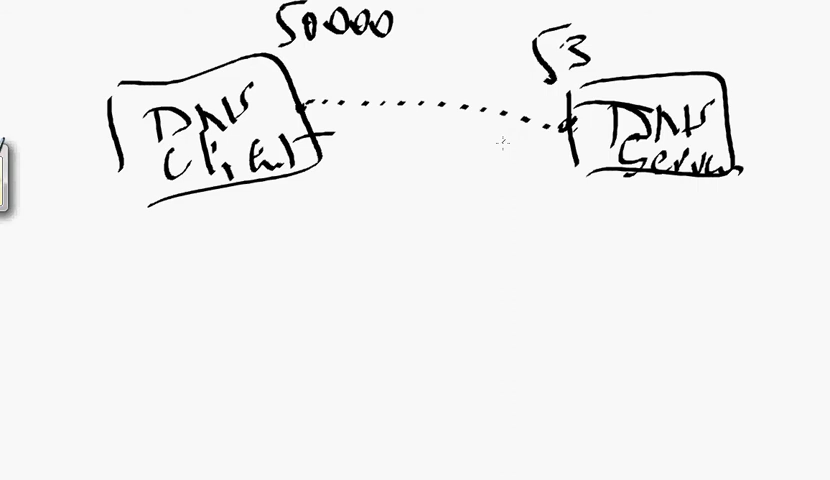 50000
53
DNS
Client
DNS
Server